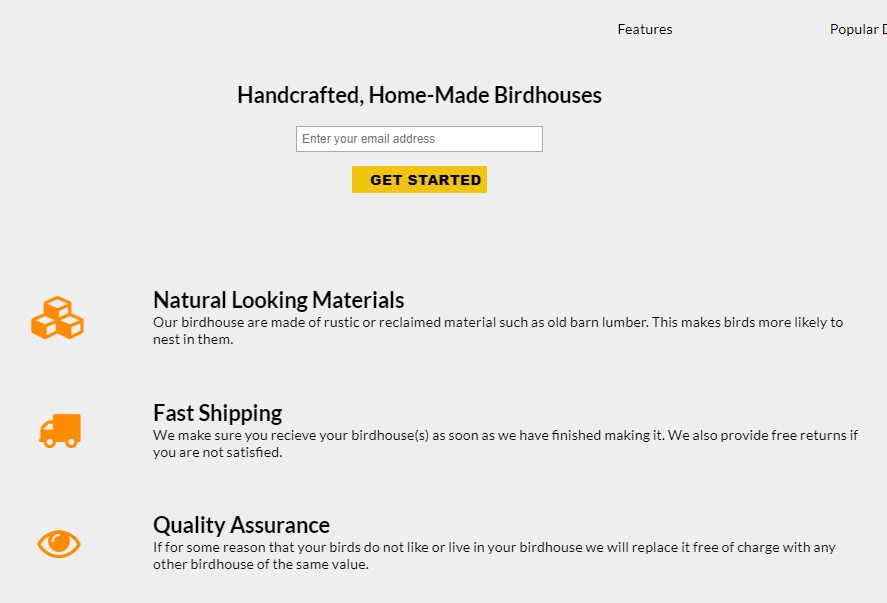 Features
Popular D
Handcrafted, Home-Made Birdhouses
Enter your email address
GET STARTED
Natural Looking Materials
Our birdhouse are made of rustic or reclaimed material such as old barn lumber. This makes birds more likely to
nest in them.
Fast Shipping
We make sure you recieve your birdhouse(s) as soon as we have finished making it. We also provide free returns if
you are not satisfied.
Quality Assurance
If for some reason that your birds do not like or live in your birdhouse we will replace it free of charge with any
other birdhouse of the same value.